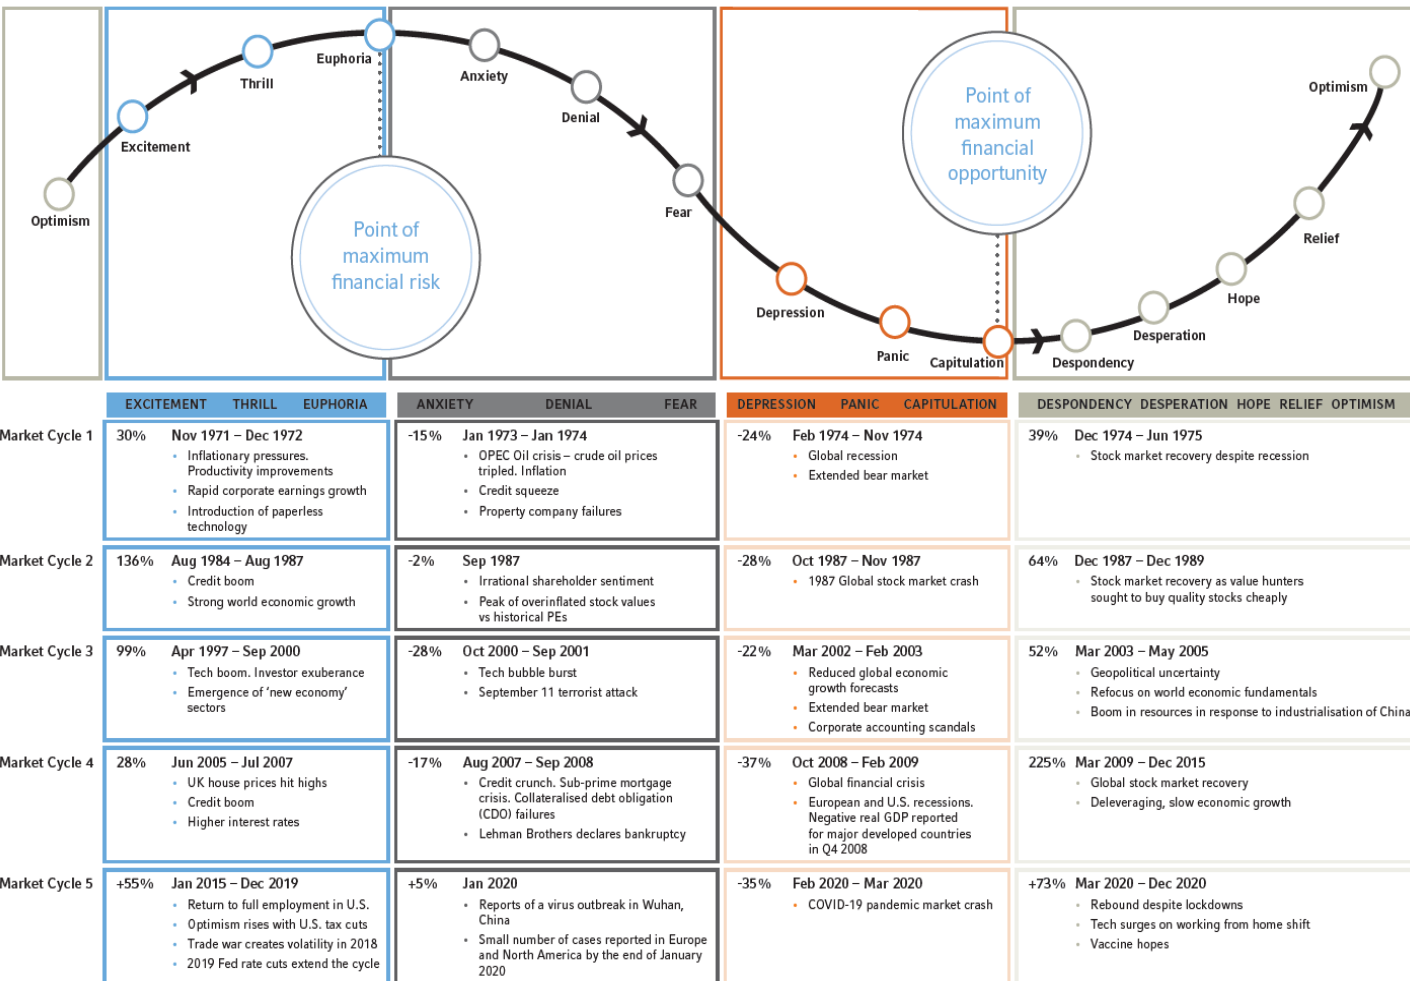 Optimism
Excitement
Thrill
Euphoria
Anxiety
Denial
Fear
Depression
Panic
Capitulation
Despondency
Desperation
Hope
Relief
Optimism
Point of
maximum
financial risk
Point of
maximum
financial
opportunity
EXCITEMENT THRILL EUPHORIA
ANXIETY DENIAL FEAR
DEPRESSION PANIC CAPITULATION
DESPONDENCY DESPERATION HOPE RELIEF OPTIMISM
Market Cycle 1
30% Nov 1971 – Dec 1972
• Inflationary pressures.
Productivity improvements
• Rapid corporate earnings growth
• Introduction of paperless
technology
-15% Jan 1973 – Jan 1974
• OPEC Oil crisis – crude oil prices
tripled. Inflation
• Credit squeeze
• Property company failures
-24% Feb 1974 – Nov 1974
• Global recession
• Extended bear market
39% Dec 1974 – Jun 1975
• Stock market recovery despite recession
Market Cycle 2
136% Aug 1984 – Aug 1987
• Credit boom
• Strong world economic growth
-2% Sep 1987
• Irrational shareholder sentiment
• Peak of overinflated stock values
vs historical PEs
-28% Oct 1987 – Nov 1987
• 1987 Global stock market crash
64% Dec 1987 – Dec 1989
• Stock market recovery as value hunters
sought to buy quality stocks cheaply
Market Cycle 3
99% Apr 1997 – Sep 2000
• Tech boom. Investor exuberance
• Emergence of ‘new economy’
sectors
-28% Oct 2000 – Sep 2001
• Tech bubble burst
• September 11 terrorist attack
-22% Mar 2002 – Feb 2003
• Reduced global economic
growth forecasts
• Extended bear market
• Corporate accounting scandals
52% Mar 2003 – May 2005
• Geopolitical uncertainty
• Refocus on world economic fundamentals
• Boom in resources in response to industrialisation of China
Market Cycle 4
28% Jun 2005 – Jul 2007
• UK house prices hit highs
• Credit boom
• Higher interest rates
-17% Aug 2007 – Sep 2008
• Credit crunch. Sub-prime mortgage
crisis. Collateralised debt obligation
(CDO) failures
• Lehman Brothers declares bankruptcy
-37% Oct 2008 – Feb 2009
• Global financial crisis
• European and U.S. recessions.
Negative real GDP reported
for major developed countries
in Q4 2008
225% Mar 2009 – Dec 2015
• Global stock market recovery
• Deleveraging, slow economic growth
Market Cycle 5
+55% Jan 2015 – Dec 2019
• Return to full employment in U.S.
• Optimism rises with U.S. tax cuts
• Trade war creates volatility in 2018
• 2019 Fed rate cuts extend the cycle
+5% Jan 2020
• Reports of a virus outbreak in Wuhan,
China
• Small number of cases reported in Europe
and North America by the end of January
2020
-35% Feb 2020 – Mar 2020
• COVID-19 pandemic market crash
+73% Mar 2020 – Dec 2020
• Rebound despite lockdowns
• Tech surges on working from home shift
• Vaccine hopes